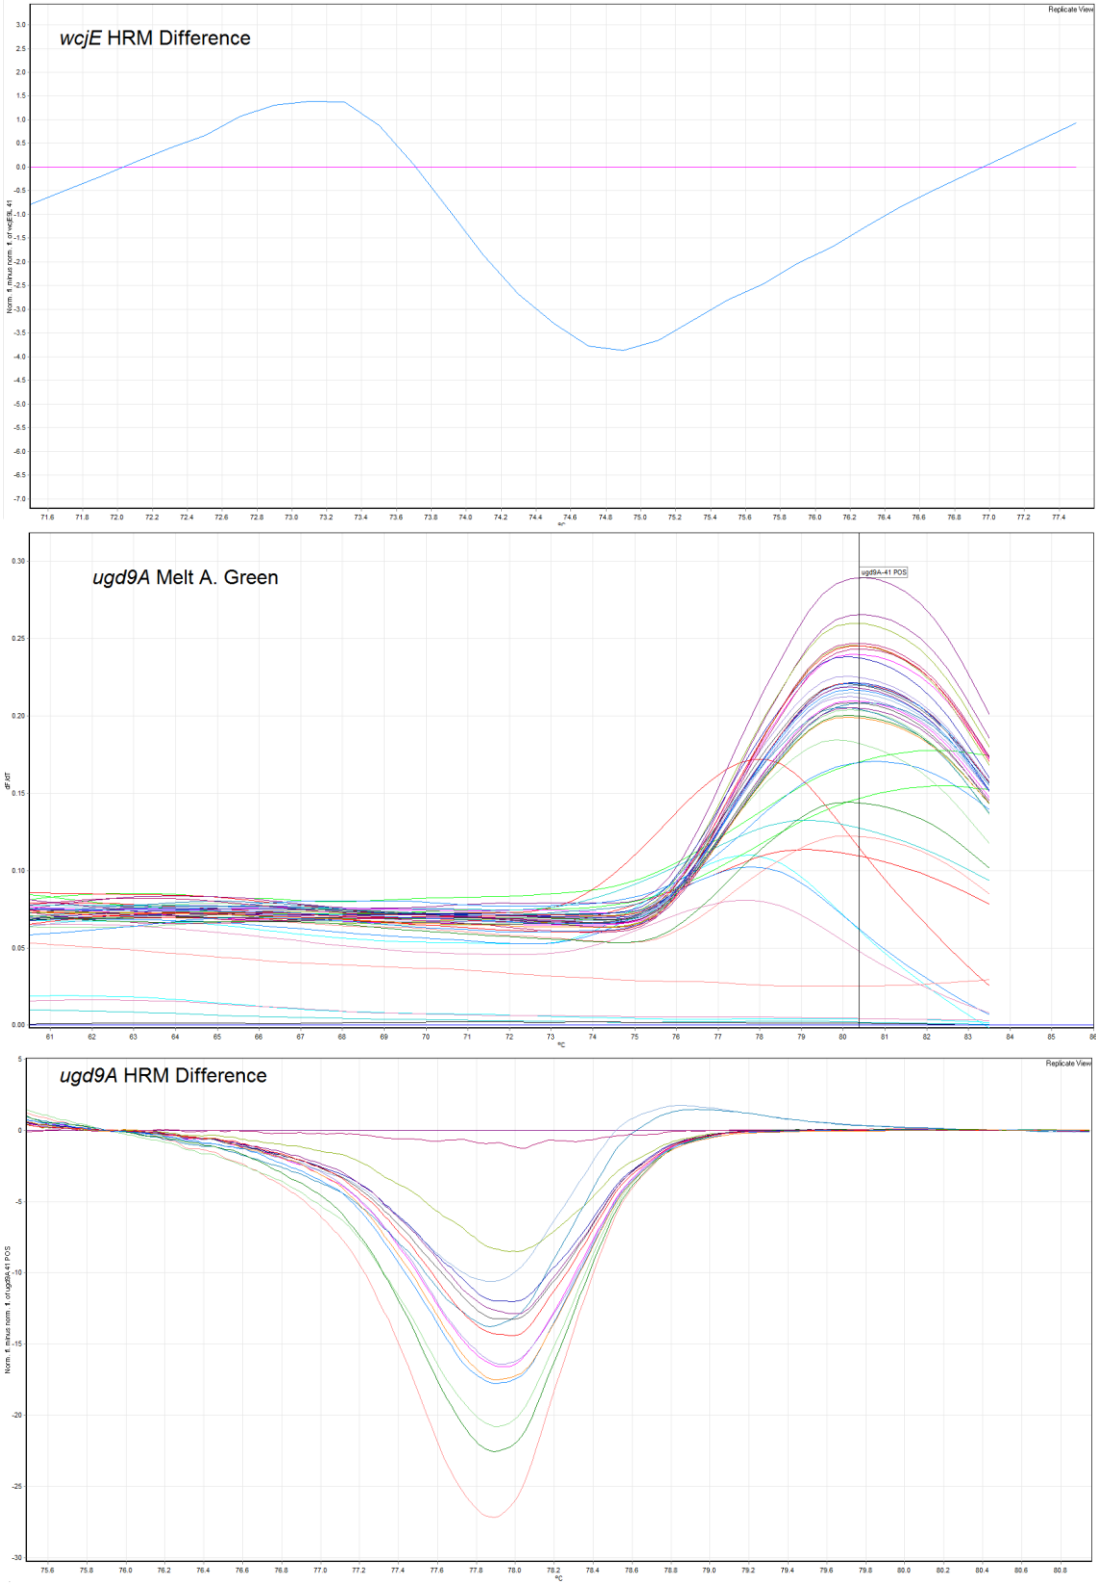 Replicate View
wcjE HRM Difference
3.0
2.5
2.0
1.5
1.0
0.5
0.0
-0.5
-1.0
-1.5
-2.0
-2.5
-3.0
-3.5
-4.0
-4.5
-5.0
-5.5
-6.0
-6.5
-7.0
71.6 71.8 72.0 72.2 72.4 72.6 72.8 73.0 73.2 73.4 73.6 73.8 74.0 74.2 74.4 74.6 74.8 75.0 75.2 75.4 75.6 75.8 76.0 76.2 76.4 76.6 76.8 77.0 77.2 77.4
°C
ugd9A Melt A. Green
ugd9A-41 POS
dF/dT
0.30
0.25
0.20
0.15
0.10
0.05
0.00
61 62 64 65 66 68 69 70 71 72 74 75 76 78 79 80 82 83 84 85 86
°C
Replicate View
ugd9A HRM Difference
Norm. fl. minus norm. fl. of ugd9A 41 POS
5
0
-5
-10
-15
-20
-25
-30
75.6 75.8 76.0 76.2 76.4 76.6 76.8 77.0 77.2 77.4 77.6 77.8 78.0 78.2 78.4 78.6 78.8 79.0 79.2 79.4 79.6 79.8 80.0 80.2 80.4 80.6 80.8
°C